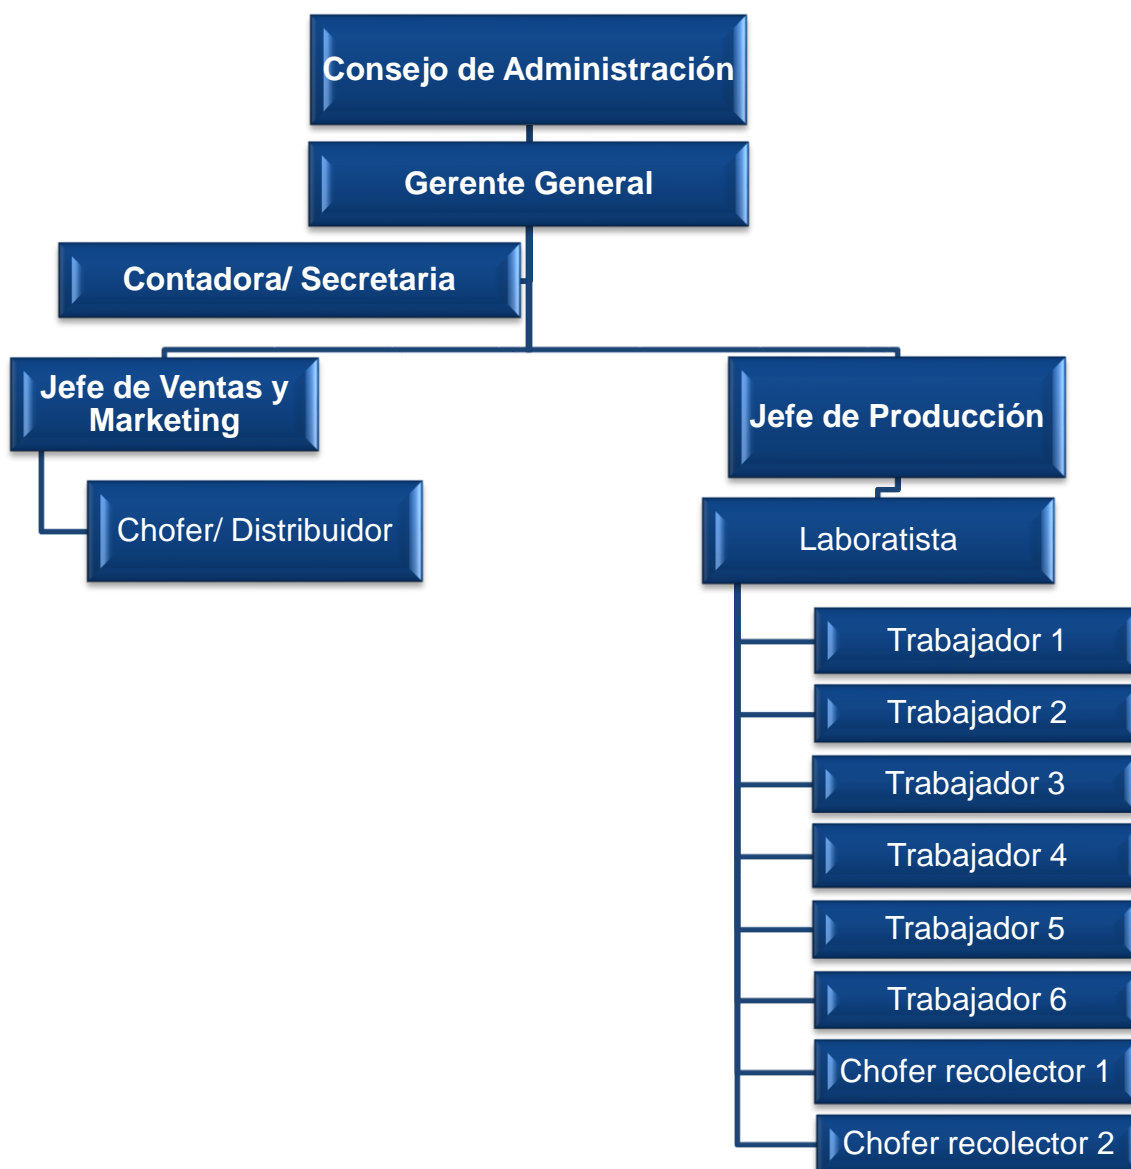 Consejo de Administración
Gerente General
Contadora/ Secretaria
Jefe de Ventas y
Marketing
Chofer/ Distribuidor
Jefe de Producción
Laboratista
Trabajador 1
Trabajador 2
Trabajador 3
Trabajador 4
Trabajador 5
Trabajador 6
Chofer recolector 1
Chofer recolector 2